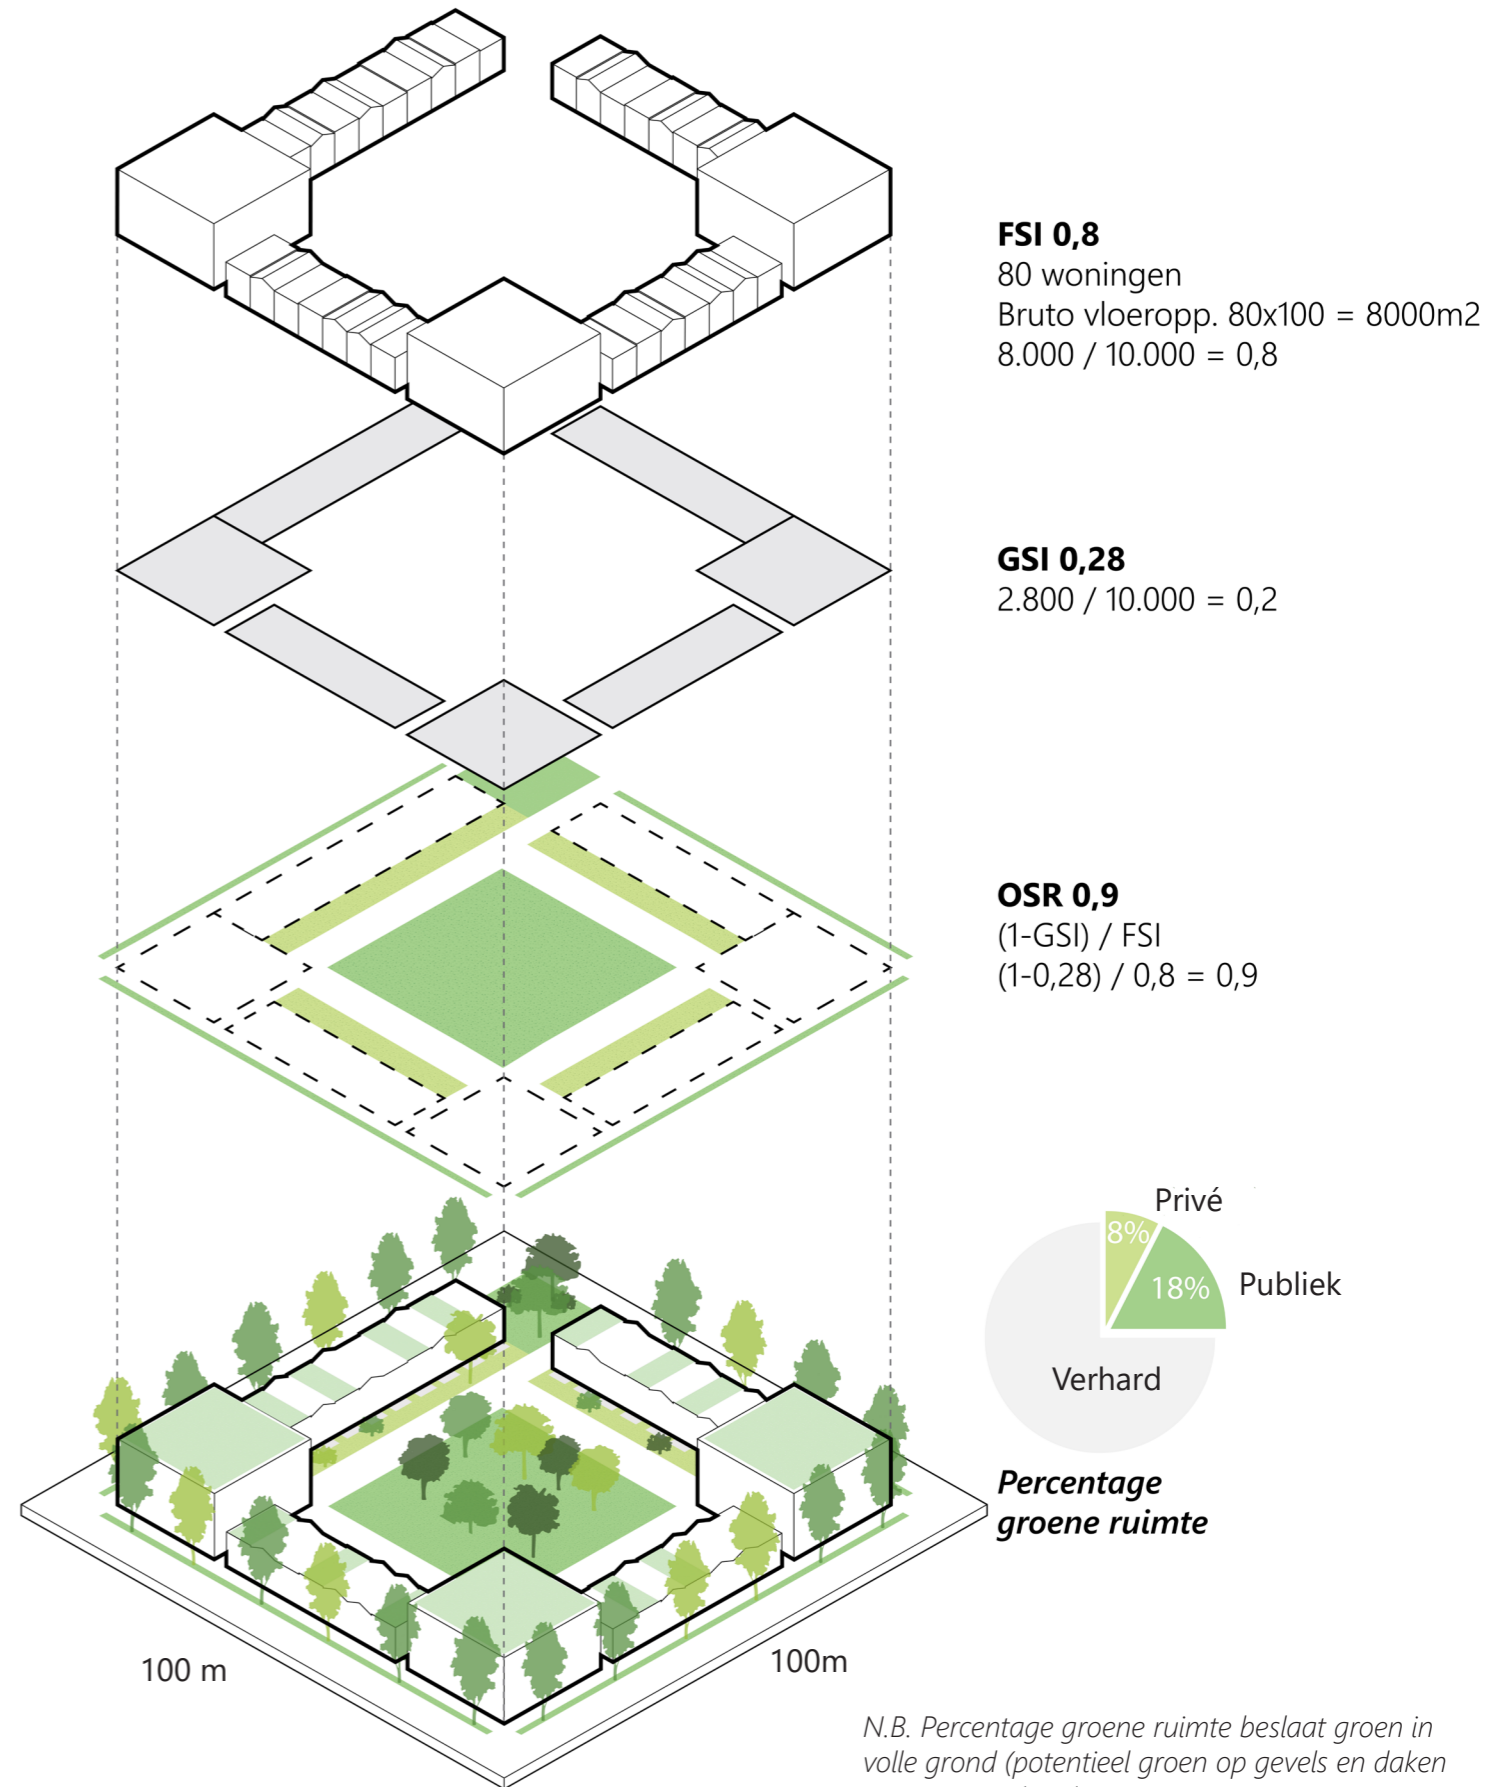 FSI 0,8
80 woningen
Bruto vloeropp. 80x100 = 8000m2
8.000 / 10.000 = 0,8
GSI 0,28
2.800 / 10.000 = 0,2
OSR 0,9
(1-GSI) / FSI
(1-0,28) / 0,8 = 0,9
Privé
8%
18%
Publiek
Verhard
Percentage
groene ruimte
100 m
100m
N.B. Percentage groene ruimte beslaat groen in
volle grond (potentieel groen op gevels en daken